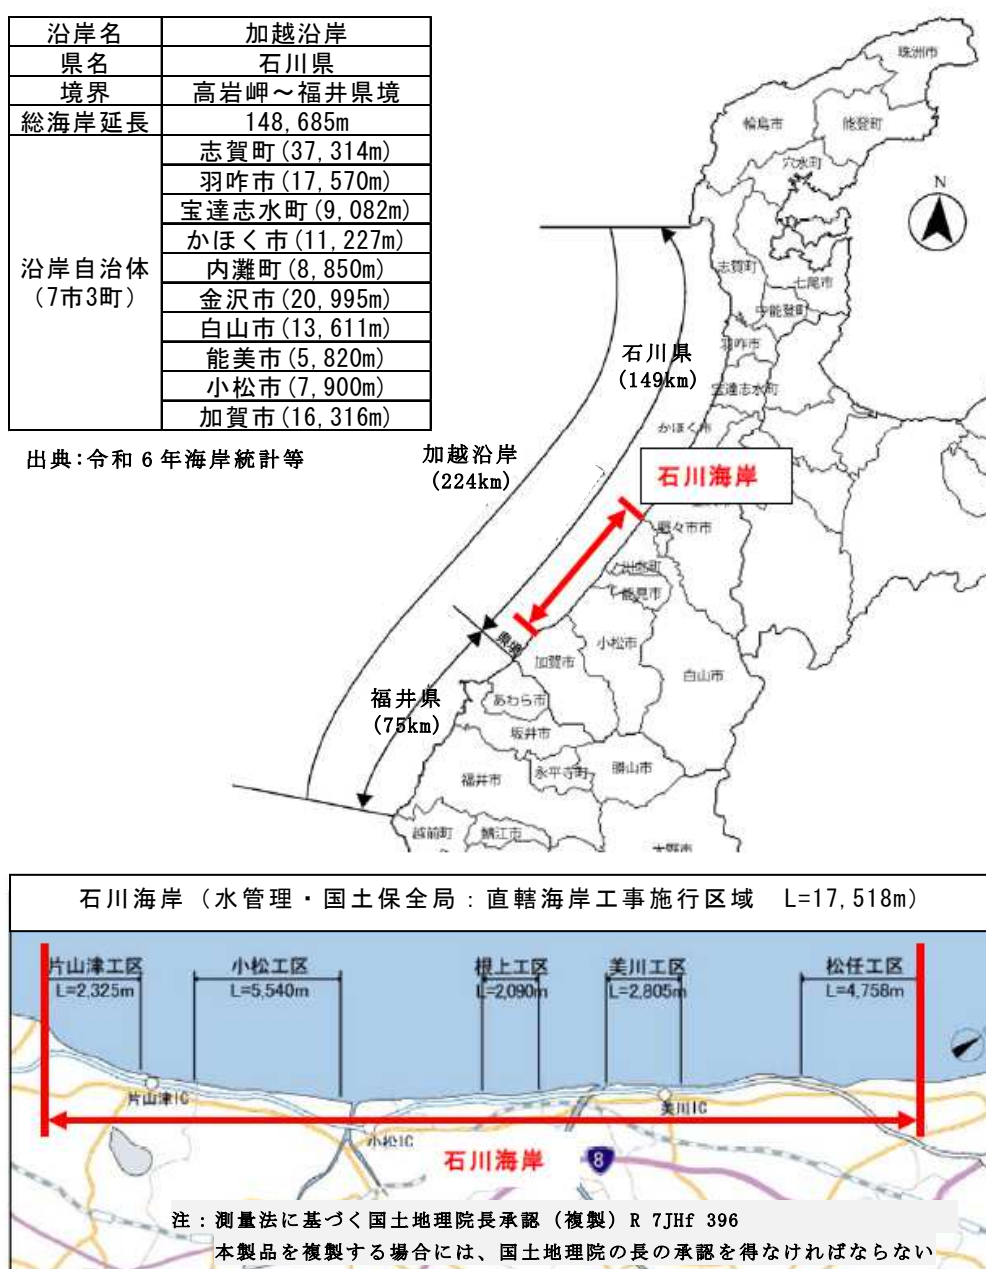 沿岸名 加越沿岸
県名 石川県
境界 高岩岬～福井県境
総海岸延長 148,685m
沿岸自治体
(7市3町)
志賀町(37,314m)
羽咋市(17,570m)
宝達志水町(9,082m)
かほく市(11,227m)
内灘町(8,850m)
金沢市(20,995m)
白山市(13,611m)
能美市(5,820m)
小松市(7,900m)
加賀市(16,316m)
出典:令和6年海岸統計等
珠洲市
輪島市
能登町
穴水町
N
志賀町
七尾市
中能登町
羽咋市
石川県
(149km)
宝達志水町
かほく市
加越沿岸
(224km)
石川海岸
野々市市
能見市
県境
加賀市
小松市
白山市
福井県
(75km)
あわら市
坂井市
福井市
永平寺町
勝山市
越前町
鯖江市
石川海岸（水管理・国土保全局：直轄海岸工事施行区域　L=17,518m）
片山津工区
L=2,325m
小松工区
L=5,540m
根上工区
L=2,090m
美川工区
L=2,805m
松任工区
L=4,758m
片山津IC
美川IC
小松IC
石川海岸
8
注：測量法に基づく国土地理院長承認（複製）R 7JHf 396
本製品を複製する場合には、国土地理院の長の承認を得なければならない